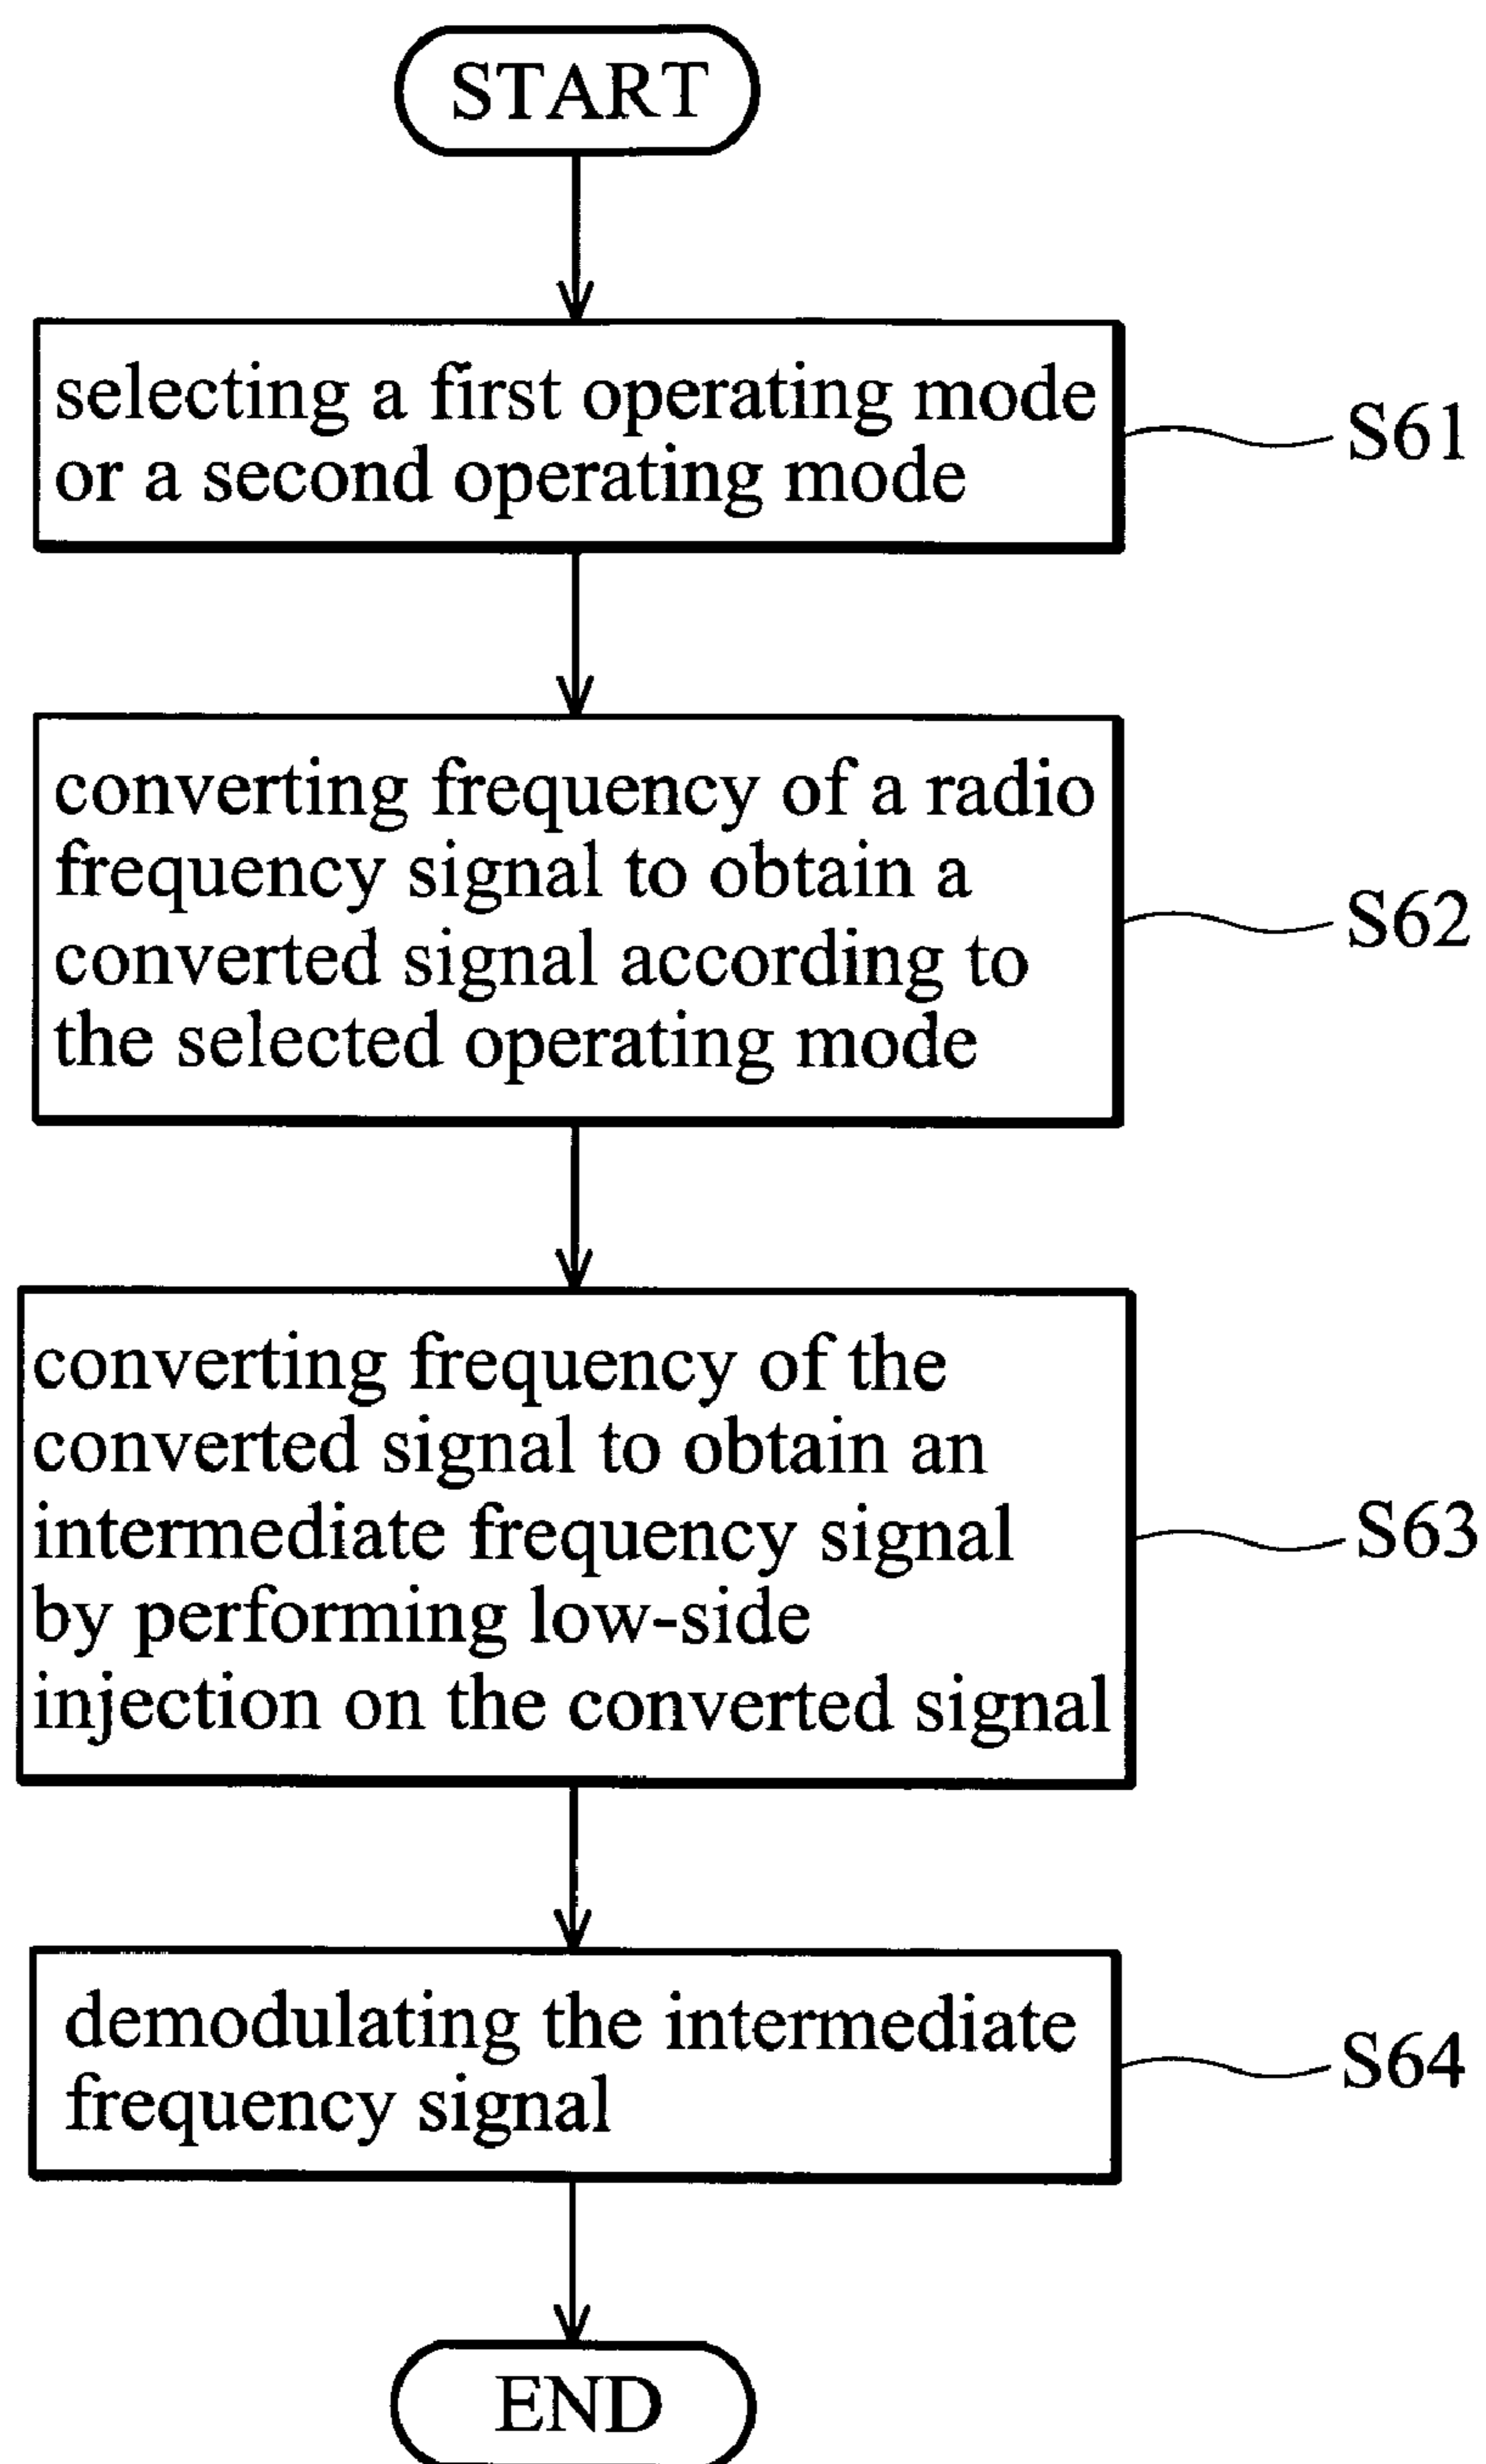 START
selecting a first operating mode
or a second operating mode
S61
converting frequency of a radio
frequency signal to obtain a
converted signal according to
the selected operating mode
S62
converting frequency of the
converted signal to obtain an
intermediate frequency signal
by performing low-side
injection on the converted signal
S63
demodulating the intermediate
frequency signal
S64
END